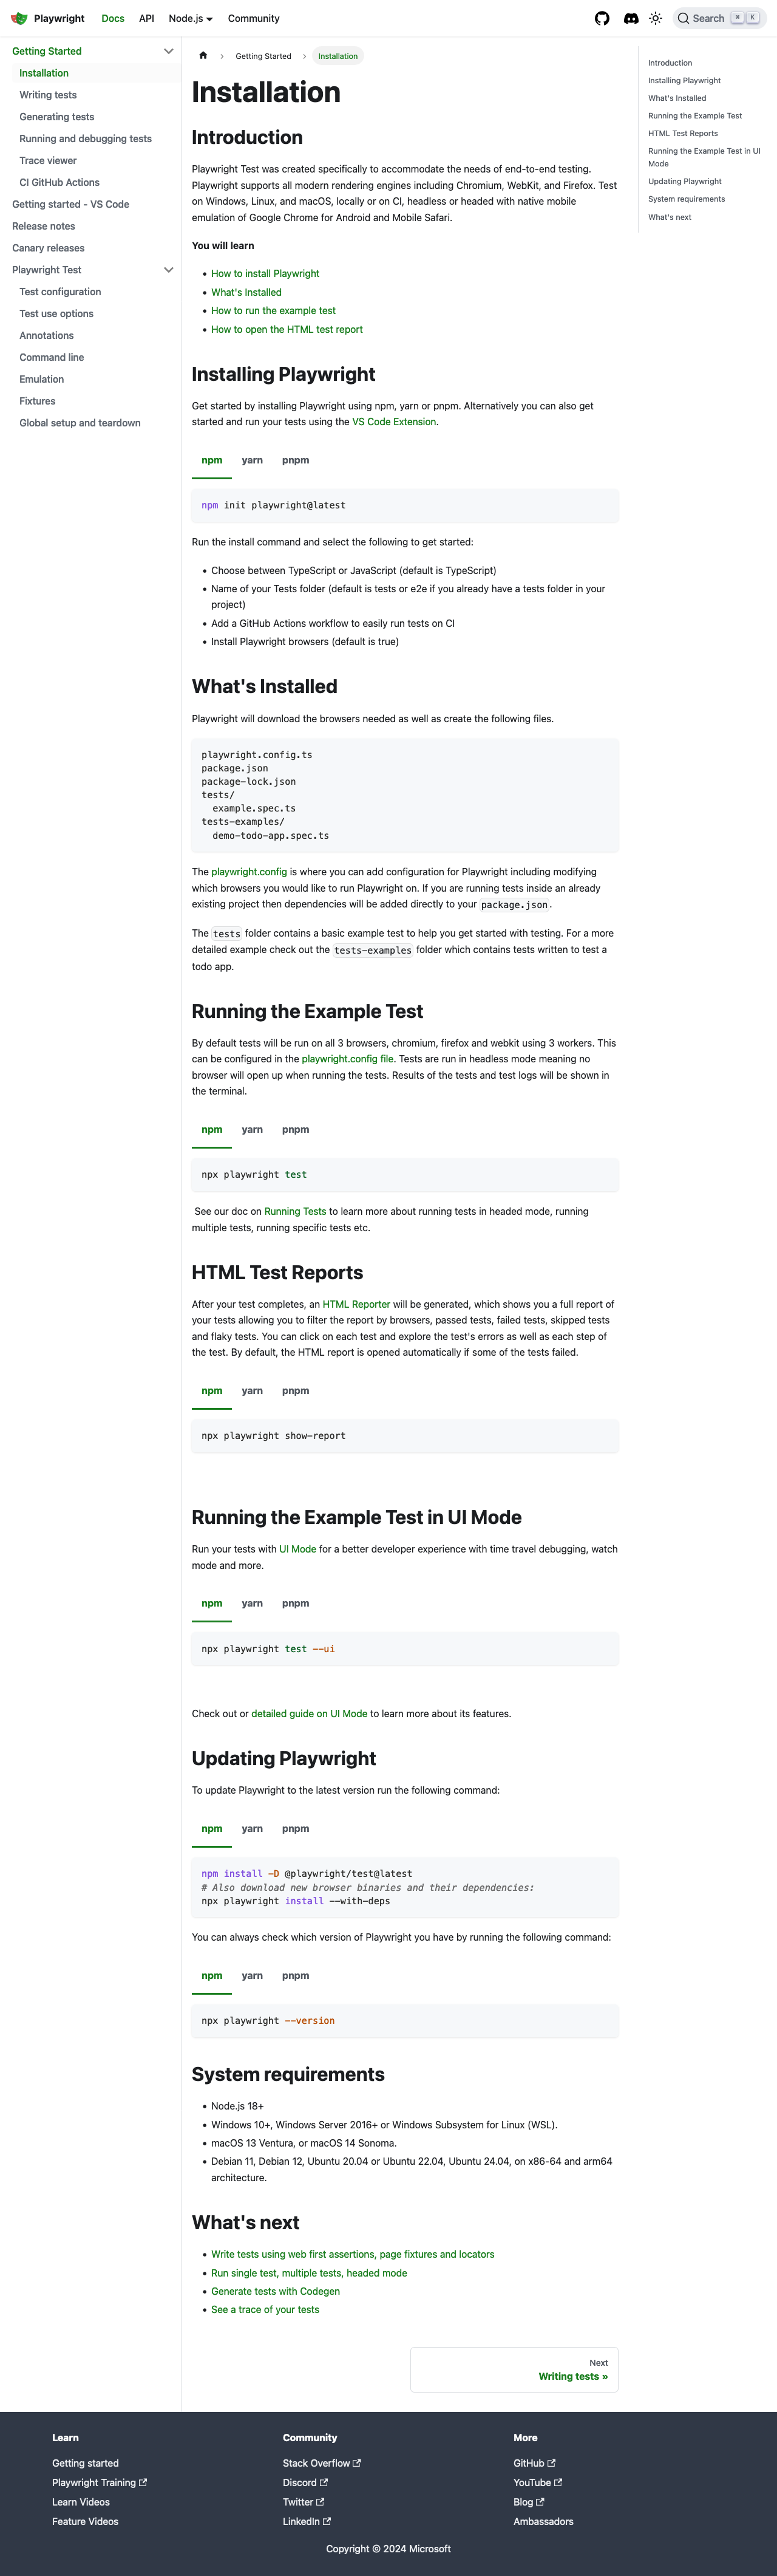 Playwright Docs API Node.js Community Search ⌘ K
Getting Started
Installation
Writing tests
Generating tests
Running and debugging tests
Trace viewer
CI GitHub Actions
Getting started - VS Code
Release notes
Canary releases
Playwright Test
Test configuration
Test use options
Annotations
Command line
Emulation
Fixtures
Global setup and teardown
Getting Started Installation
Installation
Introduction
Playwright Test was created specifically to accommodate the needs of end-to-end testing.
Playwright supports all modern rendering engines including Chromium, WebKit, and Firefox. Test
on Windows, Linux, and macOS, locally or on CI, headless or headed with native mobile
emulation of Google Chrome for Android and Mobile Safari.
You will learn
• How to install Playwright
• What's Installed
• How to run the example test
• How to open the HTML test report
Installing Playwright
Get started by installing Playwright using npm, yarn or pnpm. Alternatively you can also get
started and run your tests using the VS Code Extension.
npm yarn pnpm
npm init playwright@latest
Run the install command and select the following to get started:
• Choose between TypeScript or JavaScript (default is TypeScript)
• Name of your Tests folder (default is tests or e2e if you already have a tests folder in your
project)
• Add a GitHub Actions workflow to easily run tests on CI
• Install Playwright browsers (default is true)
What's Installed
Playwright will download the browsers needed as well as create the following files.
playwright.config.ts
package.json
package-lock.json
tests/
example.spec.ts
tests-examples/
demo-todo-app.spec.ts
The playwright.config is where you can add configuration for Playwright including modifying
which browsers you would like to run Playwright on. If you are running tests inside an already
existing project then dependencies will be added directly to your package.json.
The tests folder contains a basic example test to help you get started with testing. For a more
detailed example check out the tests-examples folder which contains tests written to test a
todo app.
Running the Example Test
By default tests will be run on all 3 browsers, chromium, firefox and webkit using 3 workers. This
can be configured in the playwright.config file. Tests are run in headless mode meaning no
browser will open up when running the tests. Results of the tests and test logs will be shown in
the terminal.
npm yarn pnpm
npx playwright test
See our doc on Running Tests to learn more about running tests in headed mode, running
multiple tests, running specific tests etc.
HTML Test Reports
After your test completes, an HTML Reporter will be generated, which shows you a full report of
your tests allowing you to filter the report by browsers, passed tests, failed tests, skipped tests
and flaky tests. You can click on each test and explore the test's errors as well as each step of
the test. By default, the HTML report is opened automatically if some of the tests failed.
npm yarn pnpm
npx playwright show-report
Running the Example Test in UI Mode
Run your tests with UI Mode for a better developer experience with time travel debugging, watch
mode and more.
npm yarn pnpm
npx playwright test --ui
Check out or detailed guide on UI Mode to learn more about its features.
Updating Playwright
To update Playwright to the latest version run the following command:
npm yarn pnpm
npm install -D @playwright/test@latest
# Also download new browser binaries and their dependencies:
npx playwright install --with-deps
You can always check which version of Playwright you have by running the following command:
npm yarn pnpm
npx playwright --version
System requirements
• Node.js 18+
• Windows 10+, Windows Server 2016+ or Windows Subsystem for Linux (WSL).
• macOS 13 Ventura, or macOS 14 Sonoma.
• Debian 11, Debian 12, Ubuntu 20.04 or Ubuntu 22.04, Ubuntu 24.04, on x86-64 and arm64
architecture.
What's next
• Write tests using web first assertions, page fixtures and locators
• Run single test, multiple tests, headed mode
• Generate tests with Codegen
• See a trace of your tests
Next
Writing tests »
Introduction
Installing Playwright
What's Installed
Running the Example Test
HTML Test Reports
Running the Example Test in UI
Mode
Updating Playwright
System requirements
What's next
Learn
Getting started
Playwright Training
Learn Videos
Feature Videos
Community
Stack Overflow
Discord
Twitter
LinkedIn
More
GitHub
YouTube
Blog
Ambassadors
Copyright © 2024 Microsoft